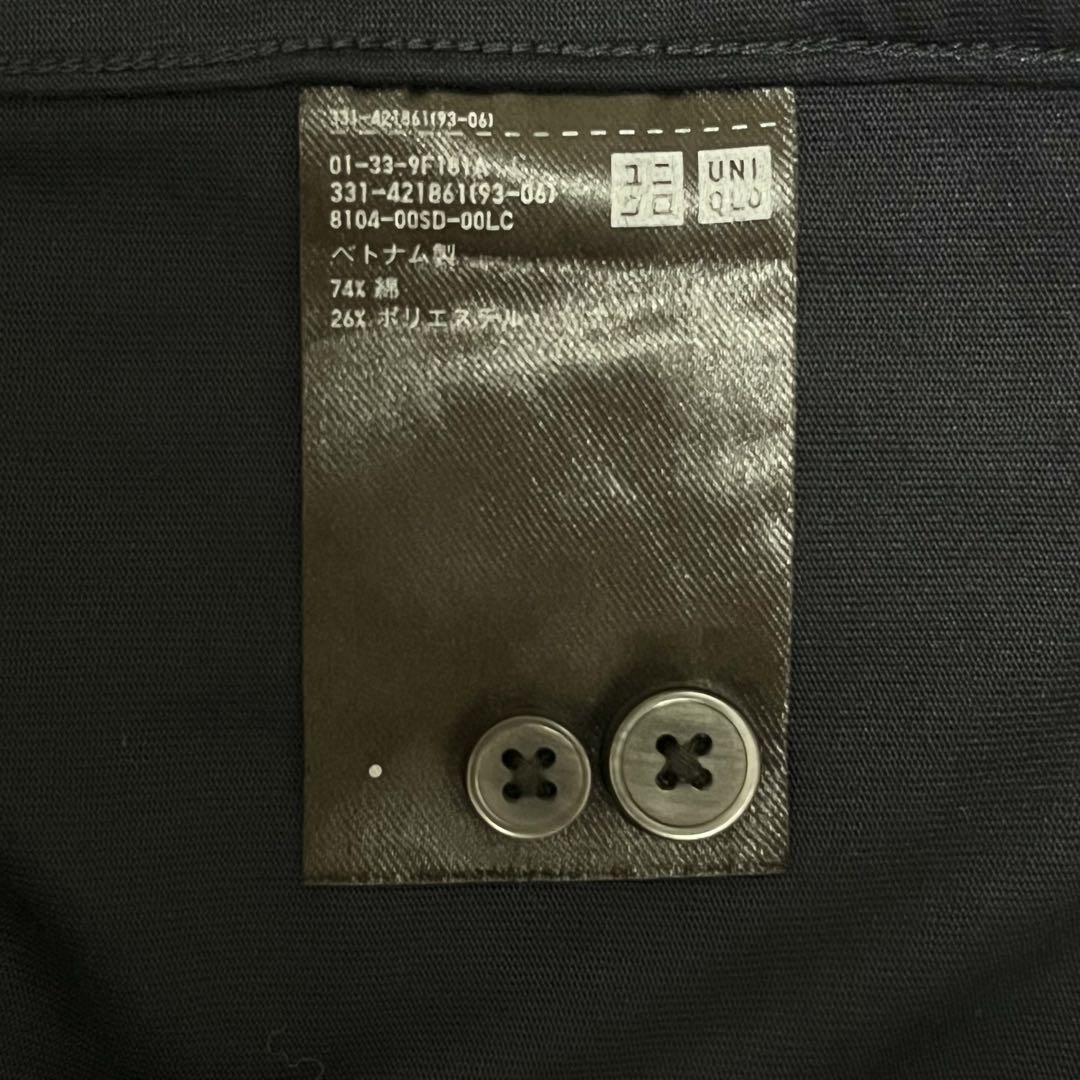 331-421861(93-06)
01-33-9F181A
331-421861(93-06)
8104-00SD-00LC
ベトナム製
74% 綿
26% ポリエステル
ユニ
クロ
UNI
QLO